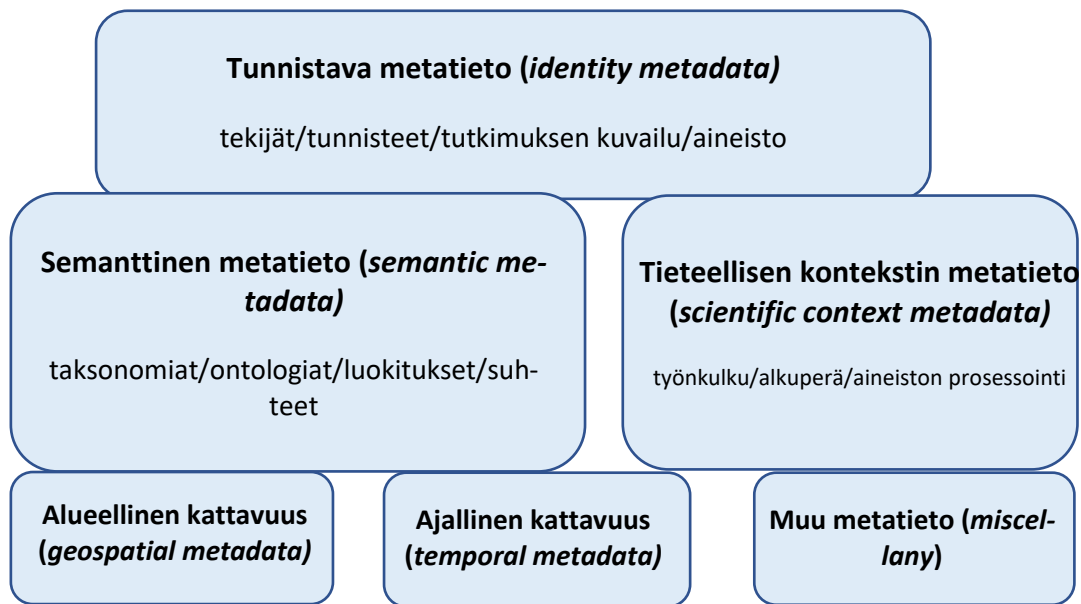 Tunnistava metatieto (identity metadata)
tekijät/tunnisteet/tutkimuksen kuvailu/aineisto
Semanttinen metatieto (semantic me-
tadata)
taksonomiat/ontologiat/luokitukset/suh-
teet
Tieteellisen kontekstin metatieto
(scientific context metadata)
työnkulku/alkuperä/aineiston prosessointi
Alueellinen kattavuus
(geospatial metadata)
Ajallinen kattavuus
(temporal metadata)
Muu metatieto (miscel-
lany)